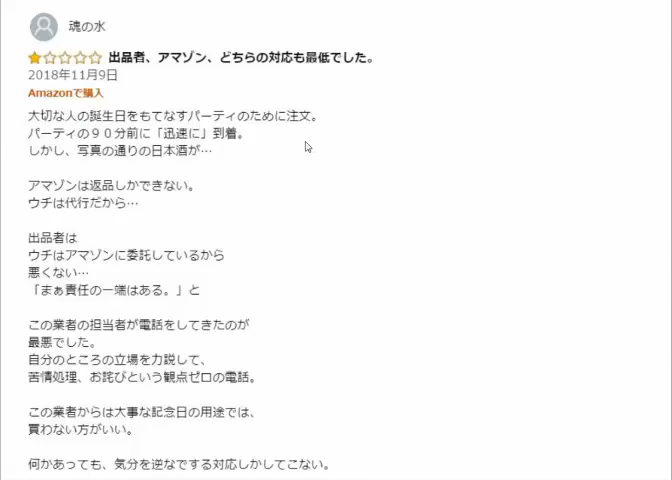 魂の水
出品者、アマゾン、どちらの対応も最低でした。
2018年11月9日
Amazonで購入
大切な人の誕生日をもてなすパーティのために注文。
パーティの９０分前に「迅速に」到着。
しかし、写真の通りの日本酒が…
アマゾンは返品しかできない。
ウチは代行だから…
出品者は
ウチはアマゾンに委託しているから
悪くない…
「まぁ責任の一端はある。」と
この業者の担当者が電話をしてきたのが
最悪でした。
自分のところの立場を力説して、
苦情処理、お詫びという観点ゼロの電話。
この業者からは大事な記念日の用途では、
買わない方がいい。
何かあっても、気分を逆なでする対応しかしてこない。